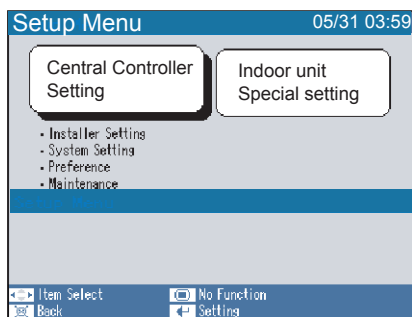 Setup Menu 05/31 03:59
Central Controller
Setting
Indoor unit
Special setting
• Installer Setting
• System Setting
• Preference
• Maintenance
Item Select No Function
Back Setting